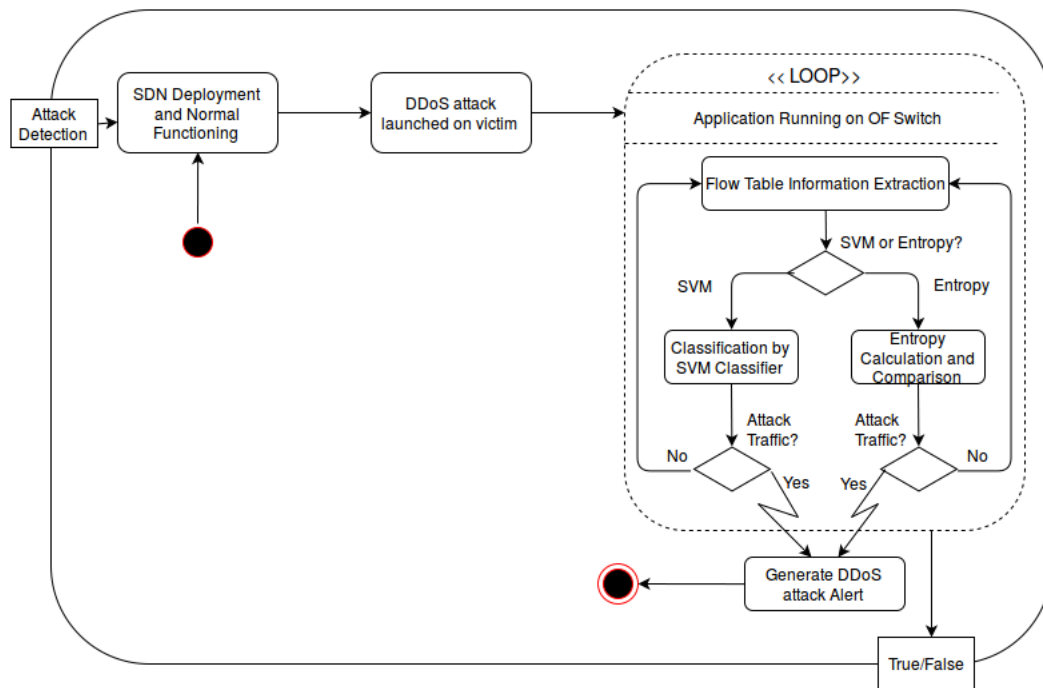 Attack
Detection
SDN Deployment
and Normal
Functioning
DDoS attack
launched on victim
<< LOOP>>
Application Running on OF Switch
Flow Table Information Extraction
SVM or Entropy?
SVM
Entropy
Classification by
SVM Classifier
Entropy
Calculation and
Comparison
Attack
Traffic?
Attack
Traffic?
No
Yes
Yes
No
Generate DDoS
attack Alert
True/False